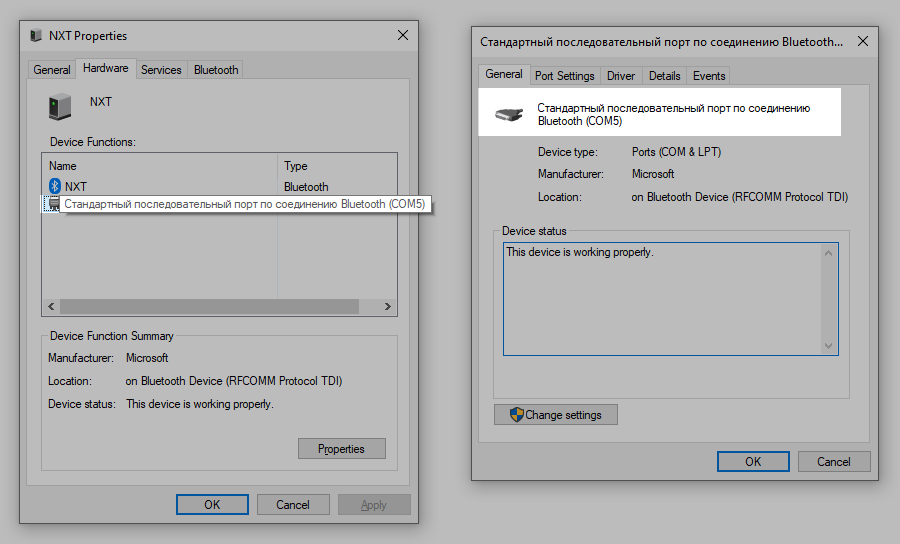 NXT Properties
General Hardware Services Bluetooth
NXT
Device Functions:
Name Type
NXT Bluetooth
Стандартный последовательный порт по соединению Bluetooth (COM5)
Device Function Summary
Manufacturer: Microsoft
Location: on Bluetooth Device (RFCOMM Protocol TDI)
Device status: This device is working properly.
Properties
OK Cancel Apply
Стандартный последовательный порт по соединению Bluetooth...
General Port Settings Driver Details Events
Стандартный последовательный порт по соединению
Bluetooth (COM5)
Device type: Ports (COM & LPT)
Manufacturer: Microsoft
Location: on Bluetooth Device (RFCOMM Protocol TDI)
Device status
This device is working properly.
Change settings
OK Cancel